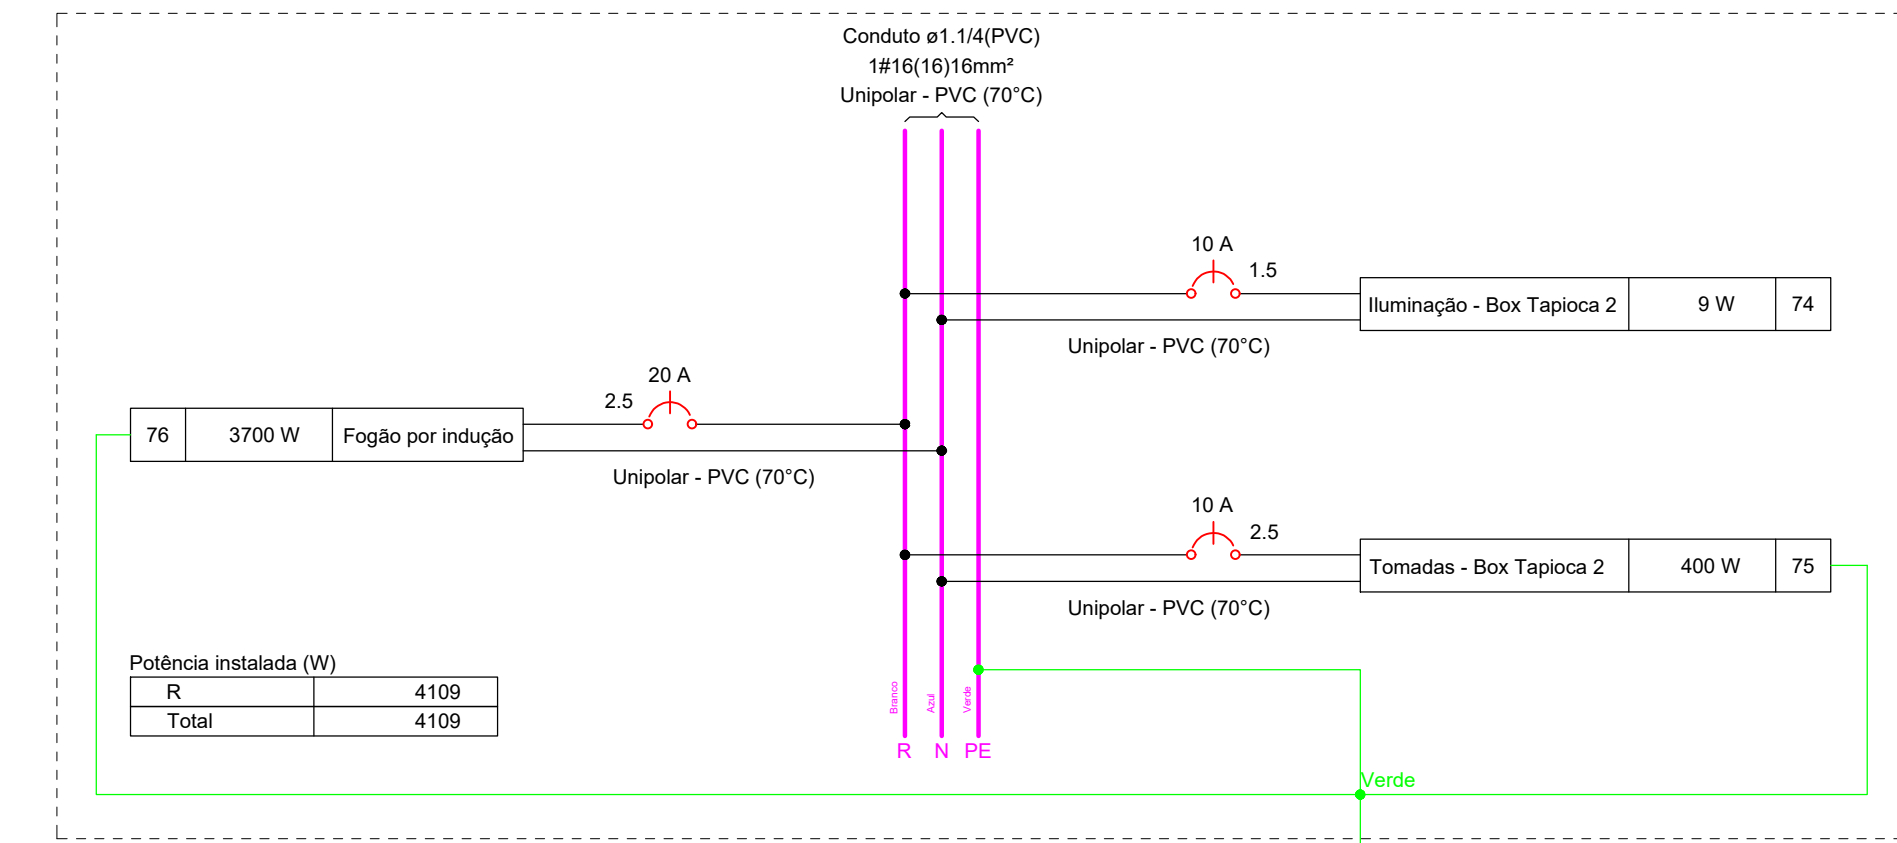 Conduto ø1.1/4(PVC)
1#16(16)16mm²
Unipolar - PVC (70°C)
10 A
1.5
Iluminação - Box Tapioca 2 9 W 74
Unipolar - PVC (70°C)
20 A
2.5
76 3700 W Fogão por indução
Unipolar - PVC (70°C)
10 A
2.5
Tomadas - Box Tapioca 2 400 W 75
Unipolar - PVC (70°C)
Potência instalada (W)
R 4109
Total 4109
Branco
Azul
Verde
R N PE
Verde